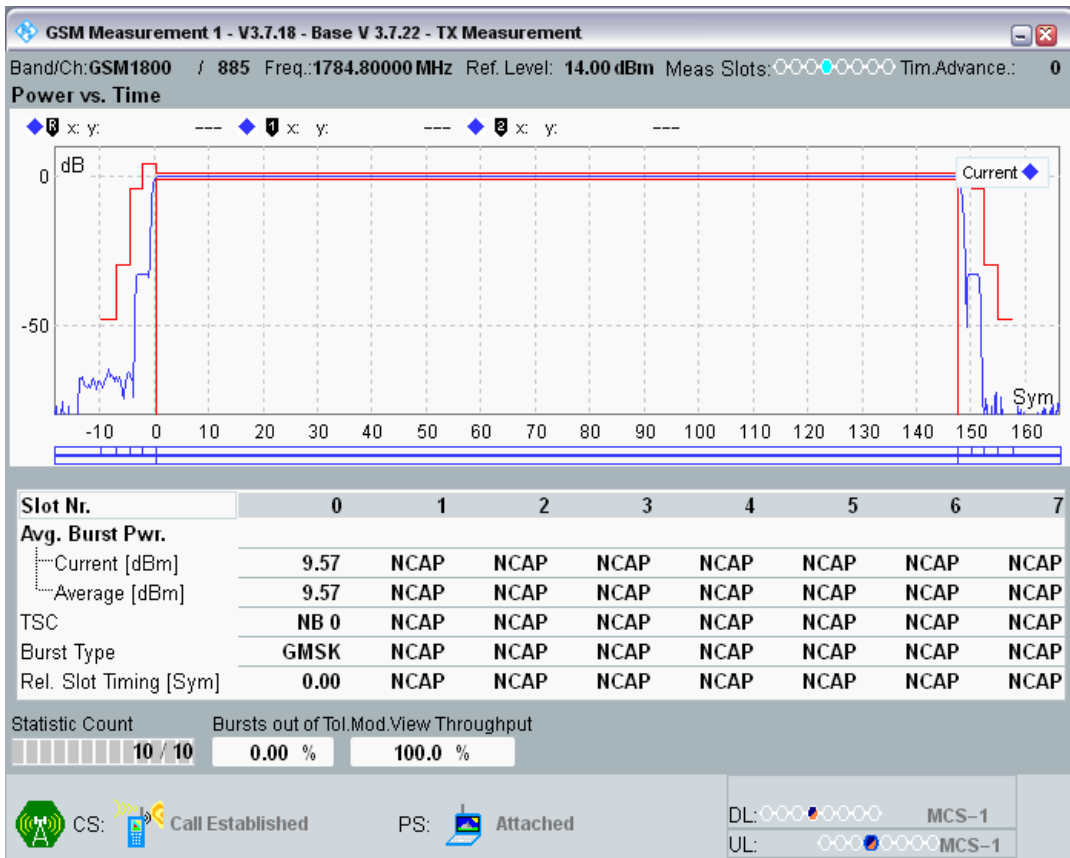 GSM Measurement 1 - V3.7.18 - Base V 3.7.22 - TX Measurement
Band/Ch:GSM1800 / 885 Freq.:1784.80000 MHz Ref. Level: 14.00 dBm Meas Slots: Tim.Advance.: 0
Power vs. Time
R x: y: --- 1 x: y: --- 2 x: y: ---
dB
Current
0
-50
Sym
-10 0 10 20 30 40 50 60 70 80 90 100 110 120 130 140 150 160
Slot Nr. 0 1 2 3 4 5 6 7
Avg. Burst Pwr.
Current [dBm] 9.57 NCAP NCAP NCAP NCAP NCAP NCAP NCAP
Average [dBm] 9.57 NCAP NCAP NCAP NCAP NCAP NCAP NCAP
TSC NB 0 NCAP NCAP NCAP NCAP NCAP NCAP NCAP
Burst Type GMSK NCAP NCAP NCAP NCAP NCAP NCAP NCAP
Rel. Slot Timing [Sym] 0.00 NCAP NCAP NCAP NCAP NCAP NCAP NCAP
Statistic Count Bursts out of Tol.Mod.View Throughput
10 / 10 0.00 % 100.0 %
CS: Call Established PS: Attached
DL: MCS-1
UL: MCS-1